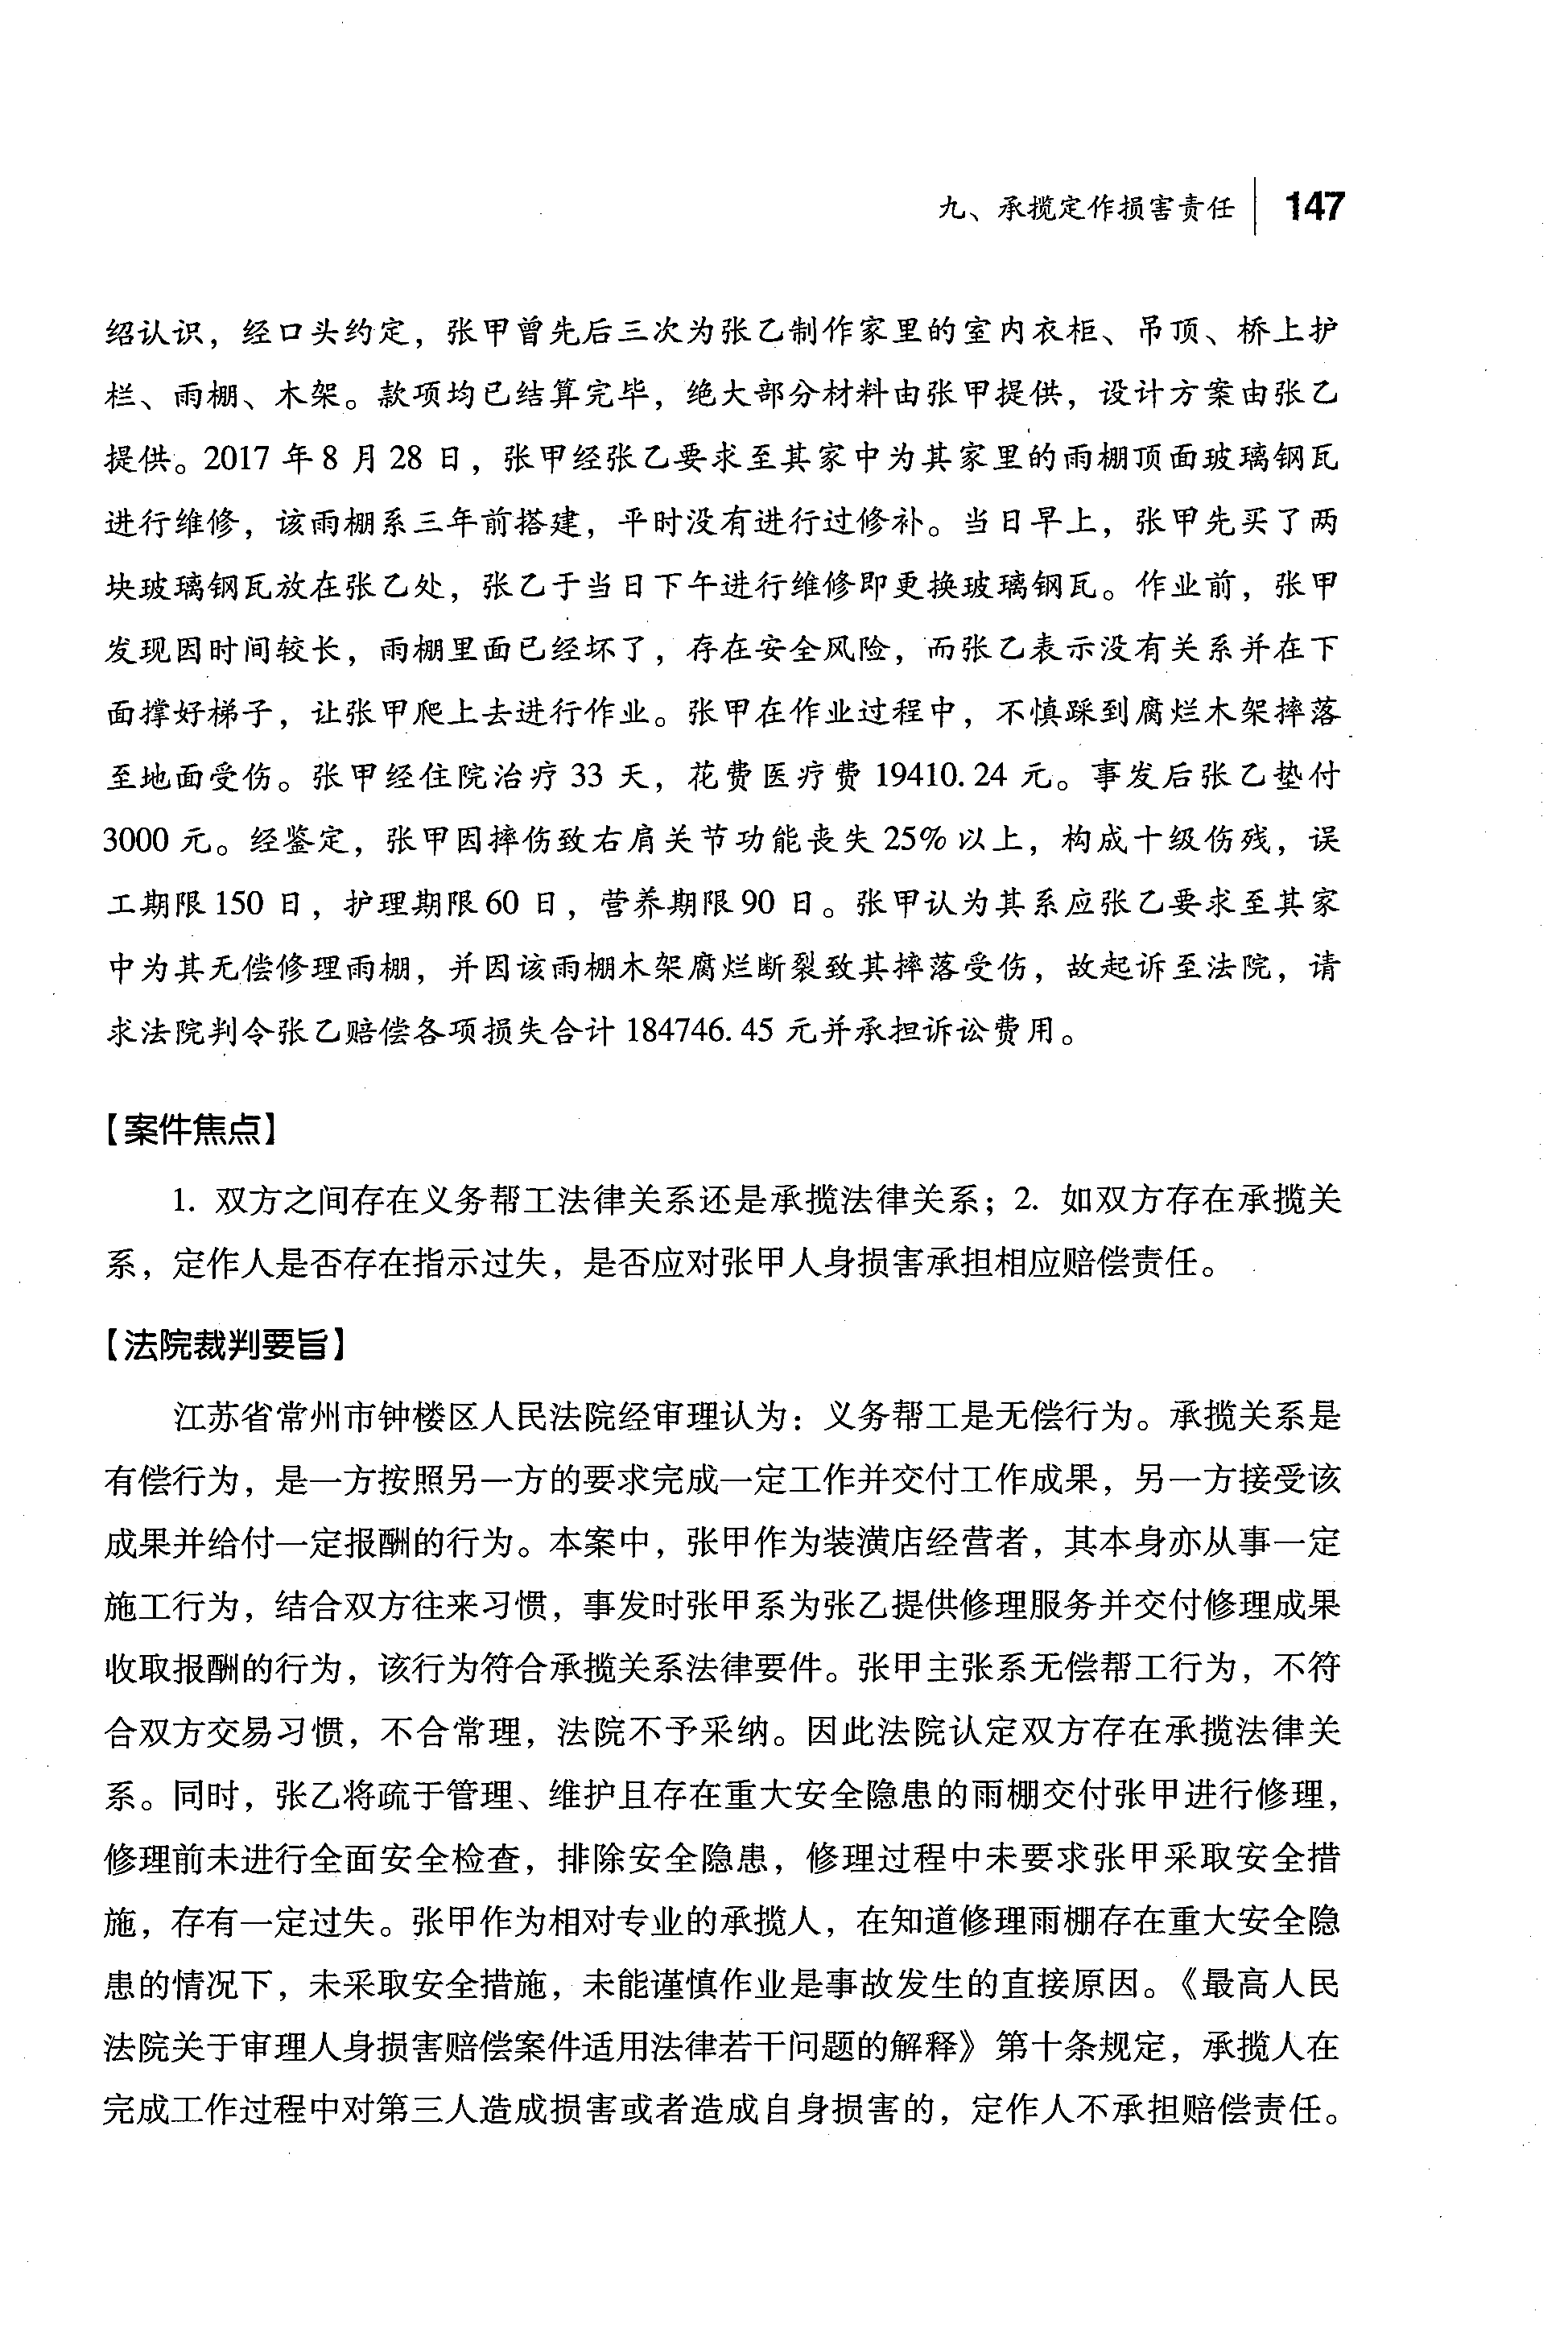 九、承揽定作损害责任 147
绍认识，经口头约定，张甲曾先后三次为张乙制作家里的室内衣柜、吊顶、桥上护
栏、雨棚、木架。款项均已结算完毕，绝大部分材料由张甲提供，设计方案由张乙
提供。2017年8月28日，张甲经张乙要求至其家中为其家里的雨棚顶面玻璃钢瓦
进行维修，该雨棚系三年前搭建，平时没有进行过修补。当日早上，张甲先买了两
块玻璃钢瓦放在张乙处，张乙于当日下午进行维修即更换玻璃钢瓦。作业前，张甲
发现因时间较长，雨棚里面已经坏了，存在安全风险，而张乙表示没有关系并在下
面撑好梯子，让张甲爬上去进行作业。张甲在作业过程中，不慎踩到腐烂木架摔落
至地面受伤。张甲经住院治疗33天，花费医疗费19410.24元。事发后张乙垫付
3000元。经鉴定，张甲因摔伤致右肩关节功能丧失25%以上，构成十级伤残，误
工期限150日，护理期限60日，营养期限90日。张甲认为其系应张乙要求至其家
中为其无偿修理雨棚，并因该雨棚木架腐烂断裂致其摔落受伤，故起诉至法院，请
求法院判令张乙赔偿各项损失合计184746.45元并承担诉讼费用。
【案件焦点】
1. 双方之间存在义务帮工法律关系还是承揽法律关系；2. 如双方存在承揽关
系，定作人是否存在指示过失，是否应对张甲人身损害承担相应赔偿责任。
【法院裁判要旨】
江苏省常州市钟楼区人民法院经审理认为：义务帮工是无偿行为。承揽关系是
有偿行为，是一方按照另一方的要求完成一定工作并交付工作成果，另一方接受该
成果并给付一定报酬的行为。本案中，张甲作为装潢店经营者，其本身亦从事一定
施工行为，结合双方往来习惯，事发时张甲系为张乙提供修理服务并交付修理成果
收取报酬的行为，该行为符合承揽关系法律要件。张甲主张系无偿帮工行为，不符
合双方交易习惯，不合常理，法院不予采纳。因此法院认定双方存在承揽法律关
系。同时，张乙将疏于管理、维护且存在重大安全隐患的雨棚交付张甲进行修理，
修理前未进行全面安全检查，排除安全隐患，修理过程中未要求张甲采取安全措
施，存有一定过失。张甲作为相对专业的承揽人，在知道修理雨棚存在重大安全隐
患的情况下，未采取安全措施，未能谨慎作业是事故发生的直接原因。《最高人民
法院关于审理人身损害赔偿案件适用法律若干问题的解释》第十条规定，承揽人在
完成工作过程中对第三人造成损害或者造成自身损害的，定作人不承担赔偿责任。